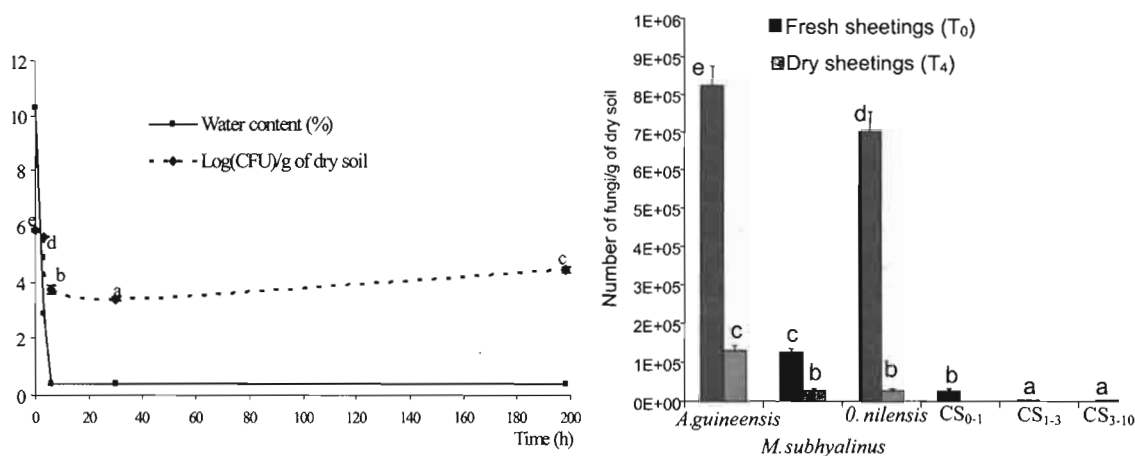 12
10
8
6
4
2
0
Water content (%)
Log(CFU)/g of dry soil
e
d
b
a
c
0 20 40 60 80 100 120 140 160 180 200
Time (h)
Number of fungi/g of dry soil
1E+06
9E+05
8E+05
7E+05
6E+05
5E+05
4E+05
3E+05
2E+05
1E+05
0E+00
Fresh sheetings (T₀)
Dry sheetings (T₄)
e
c
c
b
d
b
b
a
a
A.guineensis
M.subhyalinus
O. nilensis
CS₀₋₁
CS₁₋₃
CS₃₋₁₀